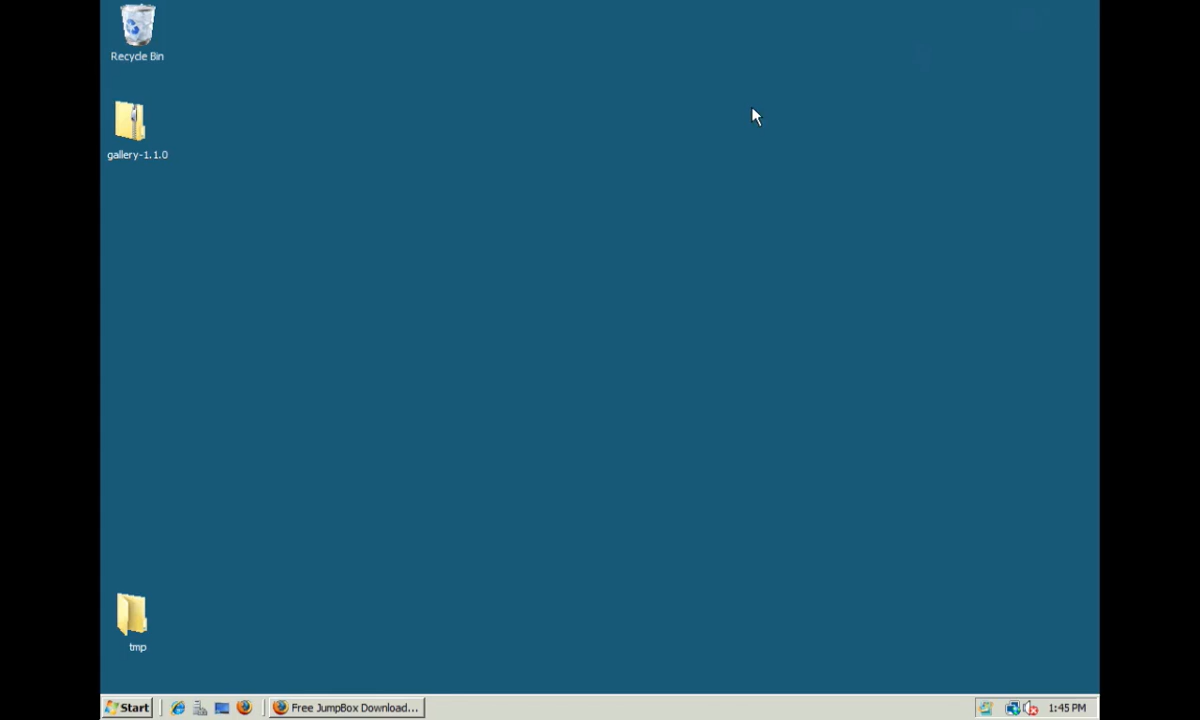 Recycle Bin
gallery-1.1.0
tmp
Start
Free JumpBox Download...
1:45 PM